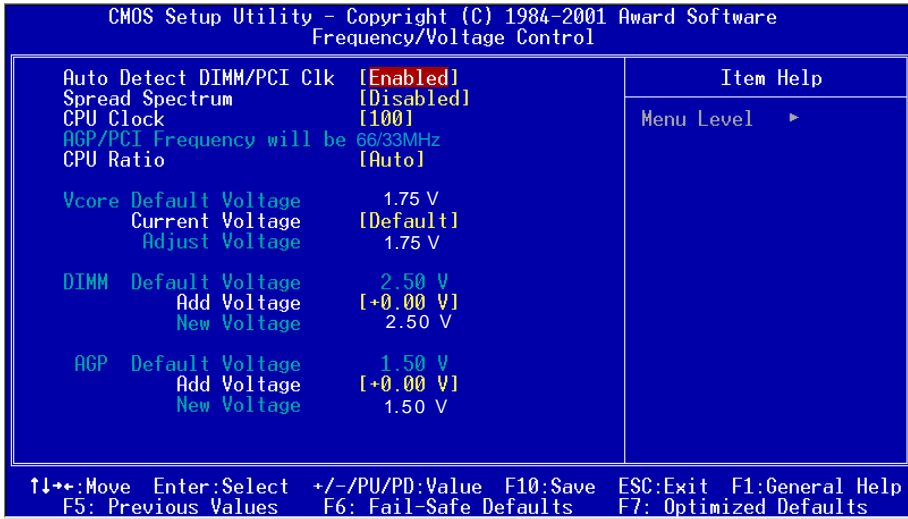 CMOS Setup Utility - Copyright (C) 1984-2001 Award Software
Frequency/Voltage Control
Auto Detect DIMM/PCI Clk [Enabled]
Spread Spectrum [Disabled]
CPU Clock [100]
AGP/PCI Frequency will be 66/33MHz
CPU Ratio [Auto]
Vcore Default Voltage 1.75 V
Current Voltage [Default]
Adjust Voltage 1.75 V
DIMM Default Voltage 2.50 V
Add Voltage [+0.00 V]
New Voltage 2.50 V
AGP Default Voltage 1.50 V
Add Voltage [+0.00 V]
New Voltage 1.50 V
Item Help
Menu Level ►
↑↓→←:Move Enter:Select +/-/PU/PD:Value F10:Save ESC:Exit F1:General Help
F5: Previous Values F6: Fail-Safe Defaults F7: Optimized Defaults